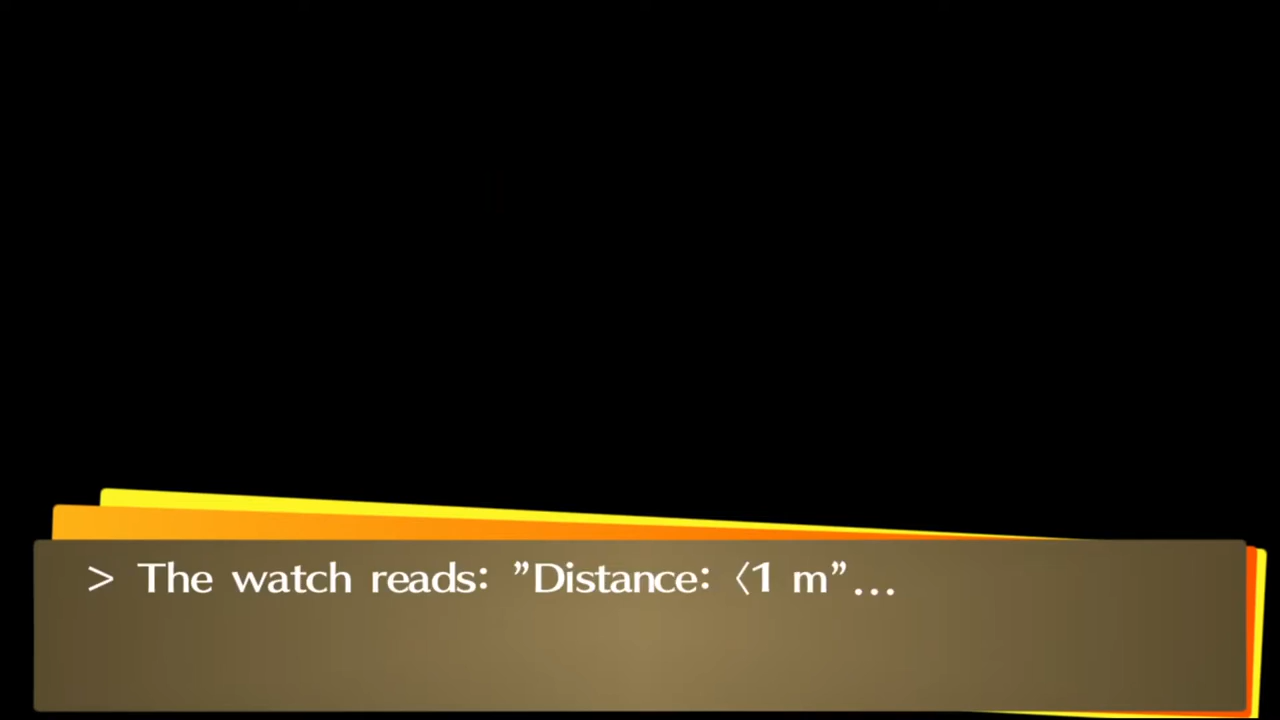 > The watch reads: ”Distance: 〈1 m”...